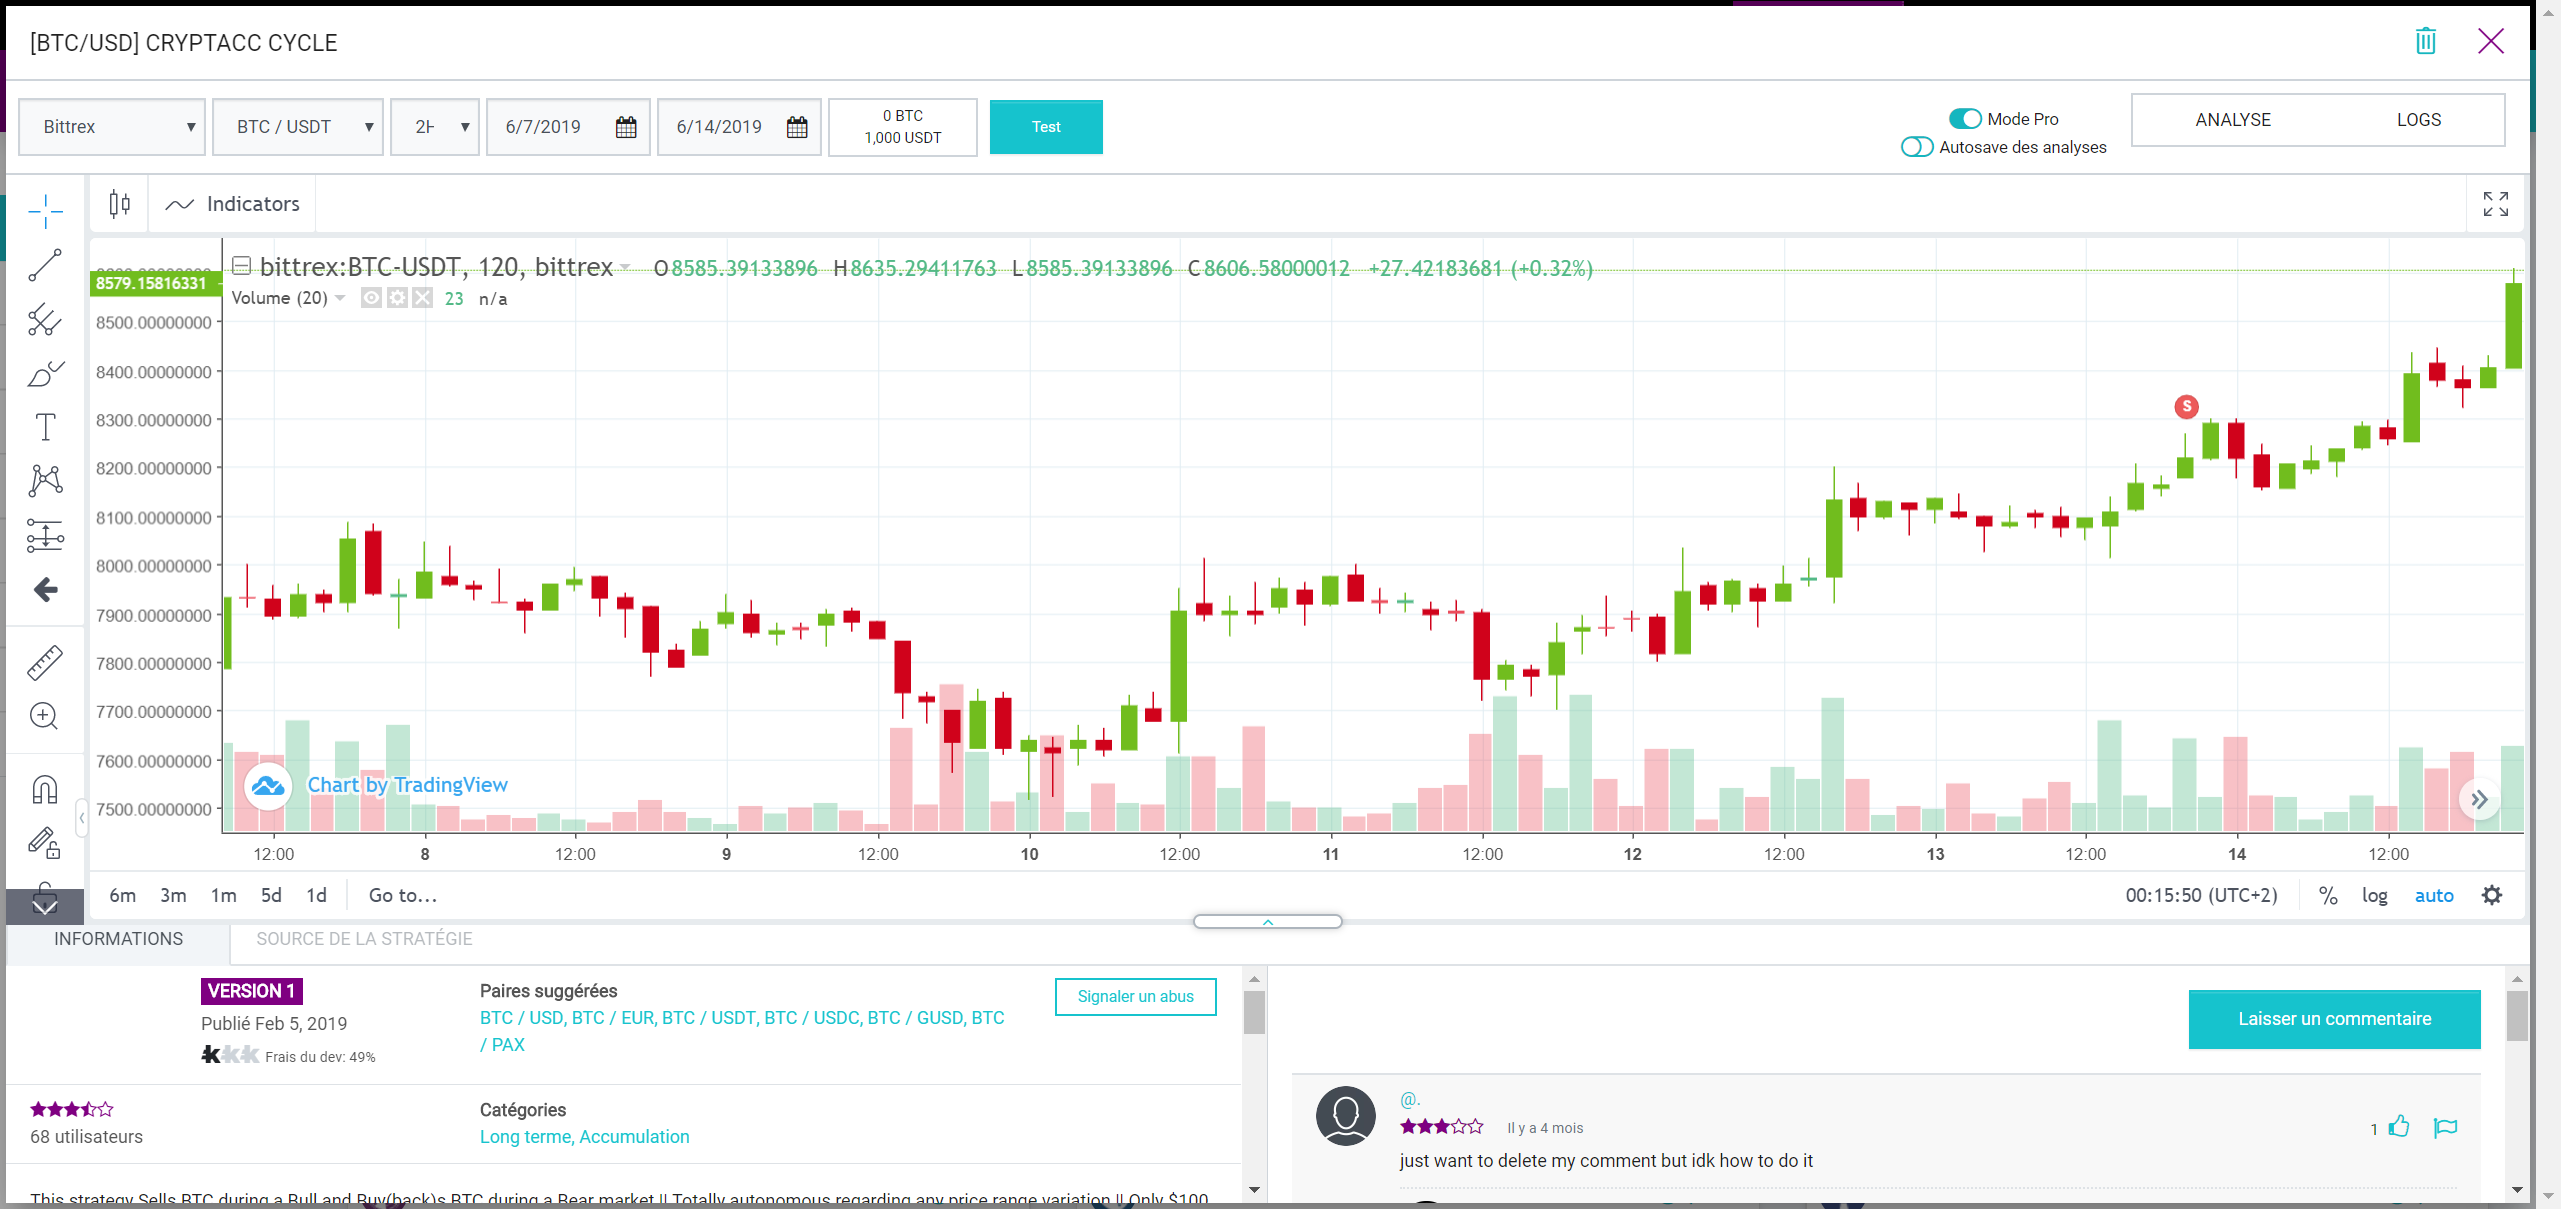 [BTC/USD] CRYPTACC CYCLE
Bittrex
BTC / USDT
6/7/2019
6/14/2019
0 BTC
1,000 USDT
Test
Mode Pro
Autosave des analyses
ANALYSE
LOGS
Indicators
bittrex:BTC-USDT, 120, bittrex
O8585.39133896 H8635.29411763 L8585.39133896 C8606.58000012 +27.42183681 (+0.32%)
Volume (20) 23 n/a
8579.15816331
8500.00000000
8400.00000000
8300.00000000
8200.00000000
8100.00000000
8000.00000000
7900.00000000
7800.00000000
7700.00000000
7600.00000000
7500.00000000
S
Chart by TradingView
12:00 8 12:00 9 12:00 10 12:00 11 12:00 12 12:00 13 12:00 14 12:00
6m 3m 1m 5d 1d Go to...
00:15:50 (UTC+2) % log auto
INFORMATIONS
SOURCE DE LA STRATÉGIE
VERSION 1
Publié Feb 5, 2019
Frais du dev: 49%
Paires suggérées
BTC / USD, BTC / EUR, BTC / USDT, BTC / USDC, BTC / GUSD, BTC
/ PAX
Signaler un abus
68 utilisateurs
Catégories
Long terme, Accumulation
This strategy Sells BTC during a Bull and Buy(back)s BTC during a Bear market !! Totally autonomous regarding any price range variation !! Only $100
Laisser un commentaire
@.
Il y a 4 mois
1
just want to delete my comment but idk how to do it